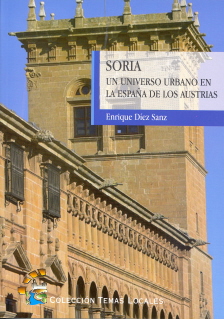 SORIA
UN UNIVERSO URBANO EN
LA ESPAÑA DE LOS AUSTRIAS
Enrique Díez Sanz
COLECCIÓN TEMAS LOCALES